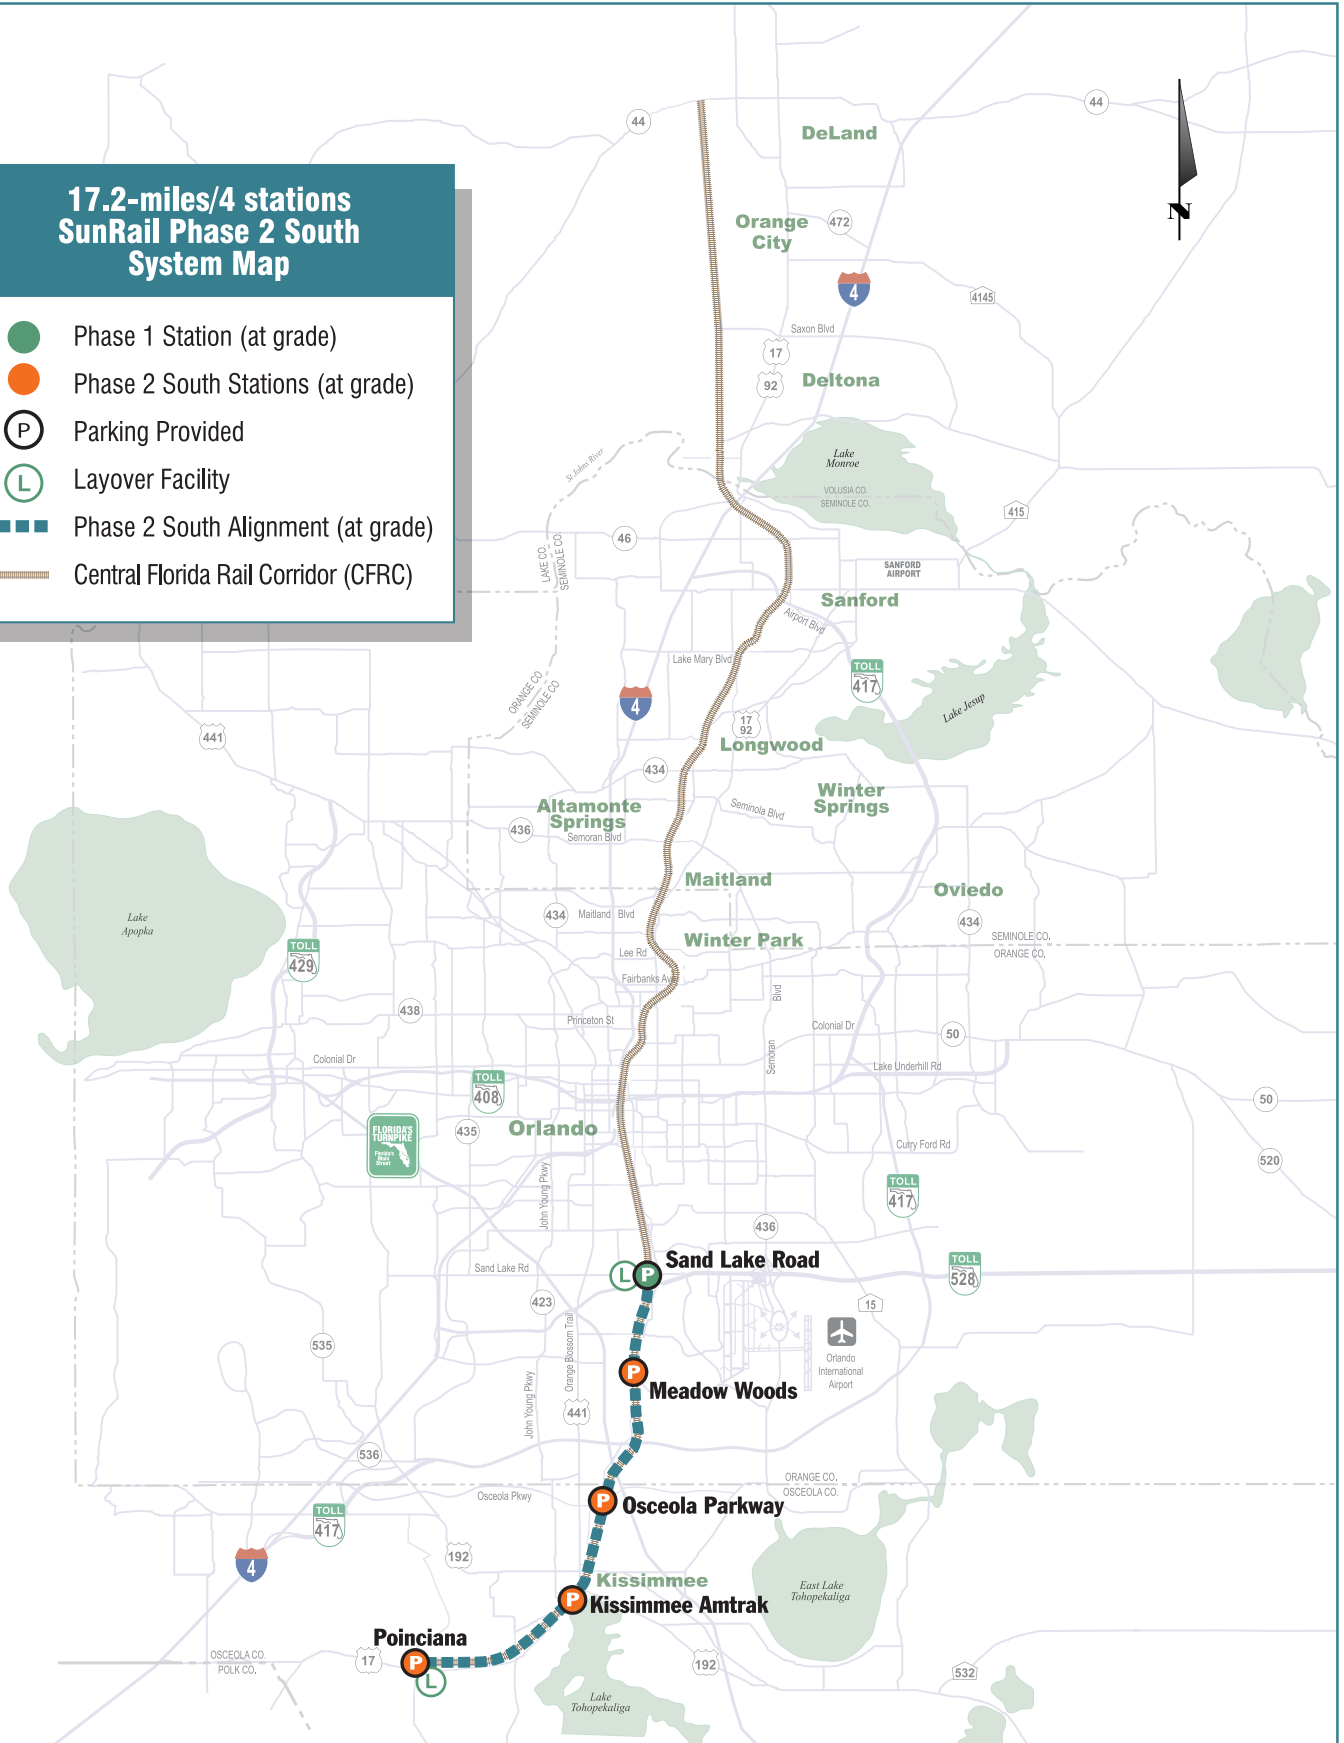 17.2-miles/4 stations
SunRail Phase 2 South
System Map
Phase 1 Station (at grade)
Phase 2 South Stations (at grade)
P
Parking Provided
L
Layover Facility
Phase 2 South Alignment (at grade)
Central Florida Rail Corridor (CFRC)
N
44
44
DeLand
Orange
City
472
4
4145
Saxon Blvd
17
92
Deltona
Lake
Monroe
St Johns River
VOLUSIA CO.
SEMINOLE CO.
415
46
LAKE CO.
SEMINOLE CO.
SANFORD
AIRPORT
Sanford
Airport Blvd
Lake Mary Blvd
TOLL
417
ORANGE CO.
SEMINOLE CO.
4
Lake Jesup
441
17
92
Longwood
434
Altamonte
Springs
436
Semoran Blvd
Seminola Blvd
Winter
Springs
Maitland
Oviedo
Lake
Apopka
434
Maitland Blvd
434
Winter Park
SEMINOLE CO.
ORANGE CO.
TOLL
429
Lee Rd
Fairbanks Av
438
Princeton St
Semoran Blvd
Colonial Dr
50
Colonial Dr
Lake Underhill Rd
TOLL
408
50
FLORIDA'S
TURNPIKE
Florida's
Main
Street
435
Orlando
Curry Ford Rd
520
John Young Pkwy
TOLL
417
436
Sand Lake Rd
L
P
Sand Lake Road
TOLL
528
423
15
Orange Blossom Trail
Orlando
International
Airport
535
P
Meadow Woods
John Young Pkwy
441
536
ORANGE CO.
OSCEOLA CO.
Osceola Pkwy
P
Osceola Parkway
TOLL
417
4
192
Kissimmee
P
Kissimmee Amtrak
East Lake
Tohopekaliga
Poinciana
OSCEOLA CO.
POLK CO.
17
P
L
192
532
Lake
Tohopekaliga